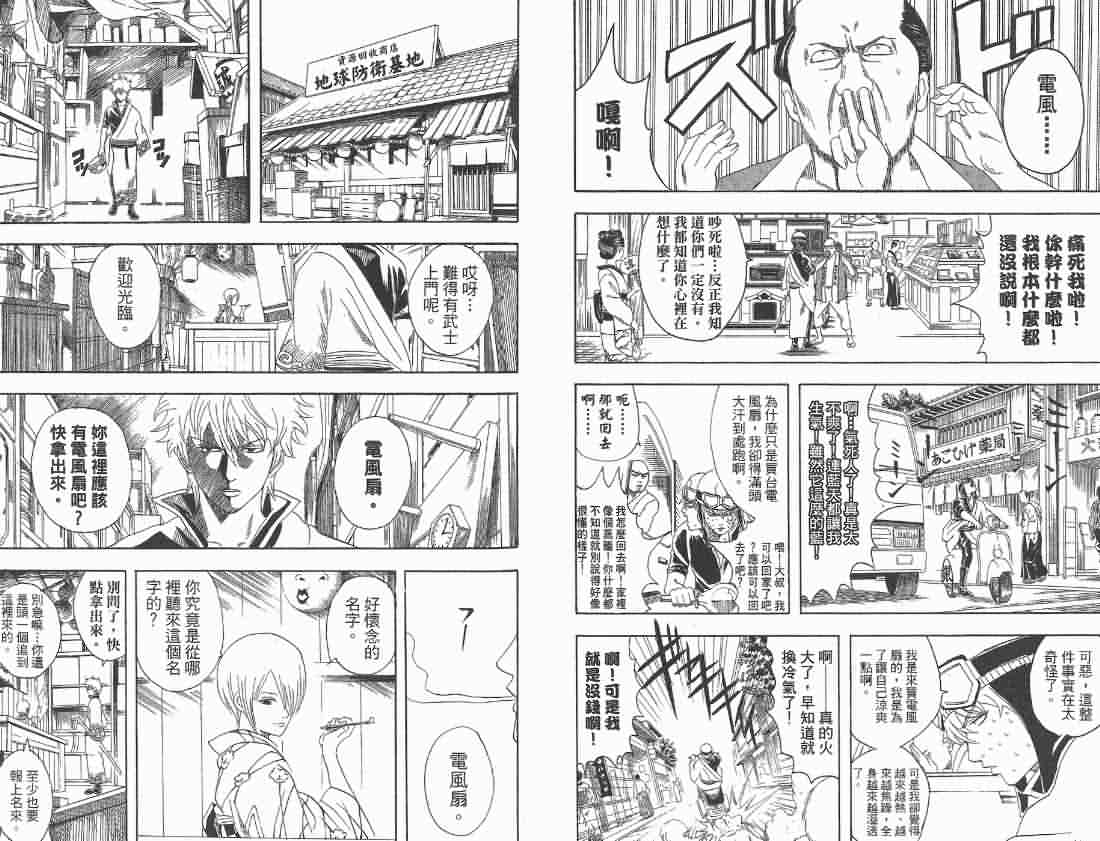 ド
ズ
電風……
嘎啊！
痛死我啦！
你幹什麼啦！
我根本什麼都
還沒說啊！
吵死啦…反正我知
道你們一定沒有。
我都知道你心裡在
想什麼了。
あごひげ薬局
薬
火
啊…氣死人了！真是太
不爽了！連藍天都讓我
生氣！雖然它這麼的藍！
為什麼只是買台電
風扇，我卻得滿頭
大汗到處跑啊。
喂！大叔，我
可以回家了吧
？應該可以回
去了吧？
呃……
那就回去
啊……
我怎麼回去啊！家裡
像個蒸籠！你什麼都
不知道就別說得好像
很懂的樣子！
可惡，這整
件事實在太
奇怪了。
我是來買電風
扇的，我是為
了讓自己涼爽
一點啊。
可是我卻覺得
越來越熱、越
來越焦躁，全
身越來越溼透
了。
啊　真的火
大了，早知道就
換冷氣了！
啊！可是我
就是沒錢啊！
資源回收商店
地球防衛基地
コッ
コッ
哎呀…
難得有武士
上門呢。
歡迎光臨。
電風扇。
妳這裡應該
有電風扇吧？
快拿出來。
電風扇。
好懷念的
名字。
你究竟是從哪
裡聽來這個名
字的？
別問了，快
點拿出來。
別急嘛…你還
是頭一個追到
這裡來的。
至少也要
報上名來。